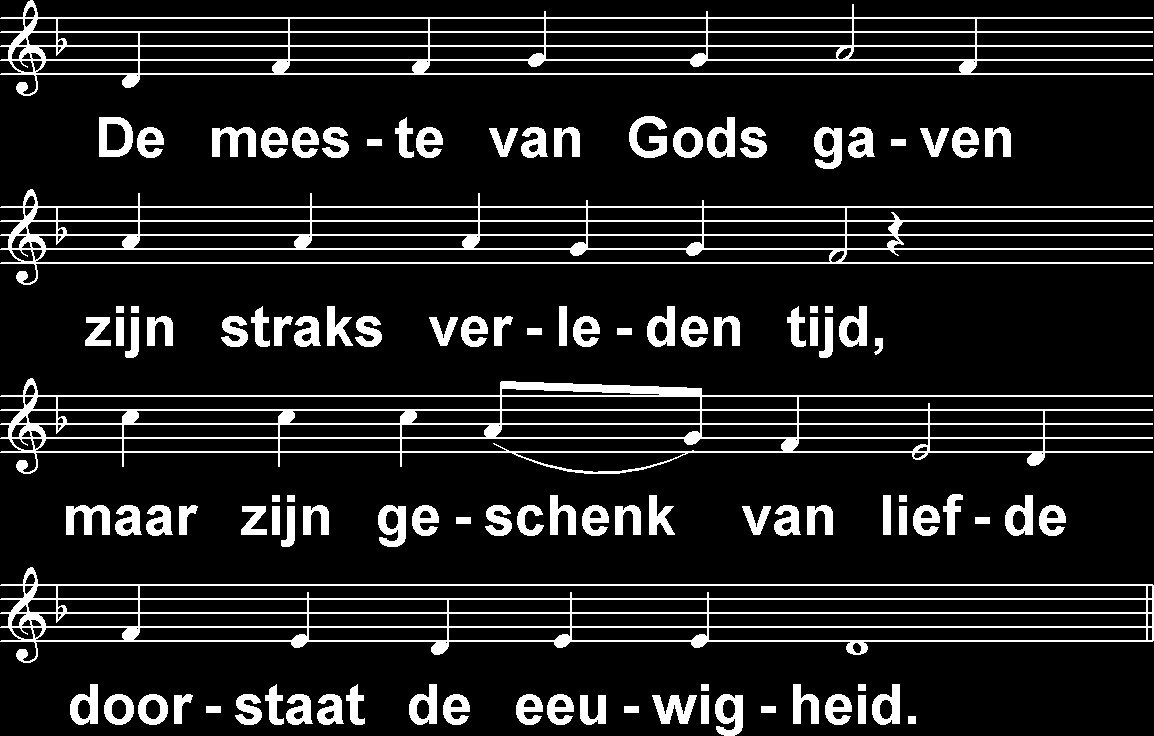 De mees - te van Gods ga - ven
zijn straks ver - le - den tijd,
maar zijn ge - schenk van lief - de
door - staat de eeu - wig - heid.